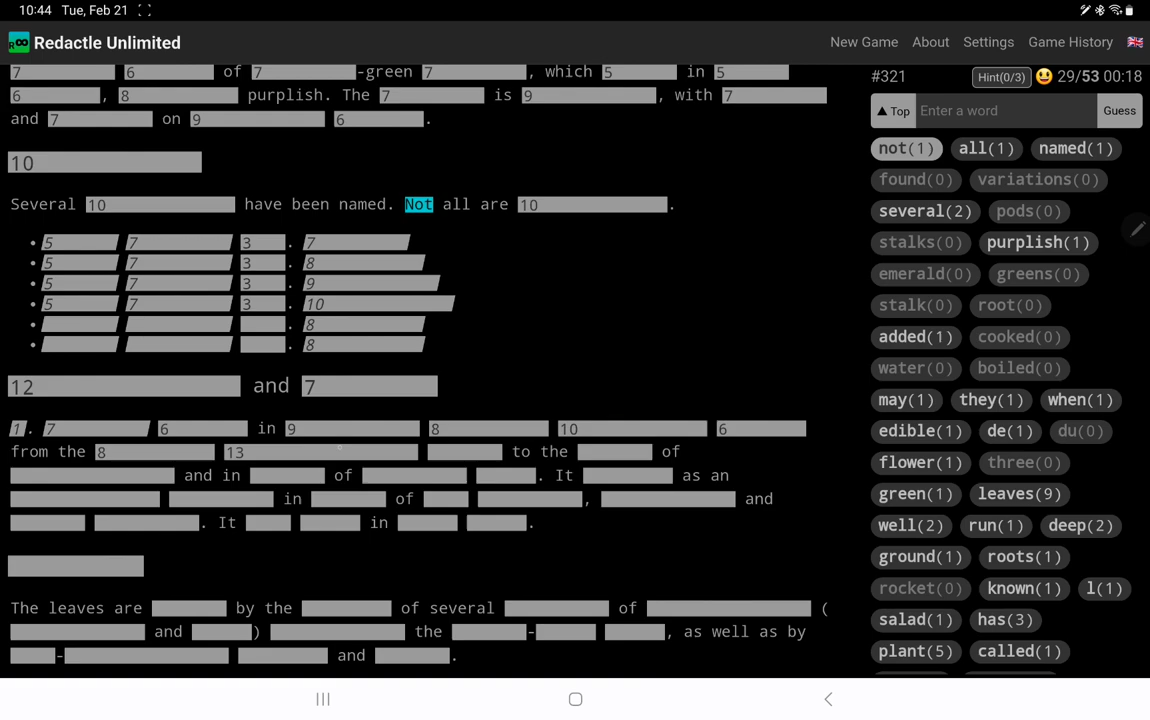 10:44 Tue, Feb 21
R∞ Redactle Unlimited
New Game About Settings Game History
7 6 of 7 -green 7 , which 5 in 5
6 , 8 purplish. The 7 is 9 , with 7
and 7 on 9 6 .
10
Several 10 have been named. Not all are 10 .
• 5 7 3 . 7
• 5 7 3 . 8
• 5 7 3 . 9
• 5 7 3 . 10
• . 8
• . 8
12 and 7
1 . 7 6 in 9 8 10 6
from the 8 13 to the of
and in of . It as an
in of , and
. It in .
The leaves are by the of several of (
and ) the - , as well as by
- and .
#321 Hint(0/3) 29/53 00:18
▲ Top Enter a word Guess
not(1) all(1) named(1)
found(0) variations(0)
several(2) pods(0)
stalks(0) purplish(1)
emerald(0) greens(0)
stalk(0) root(0)
added(1) cooked(0)
water(0) boiled(0)
may(1) they(1) when(1)
edible(1) de(1) du(0)
flower(1) three(0)
green(1) leaves(9)
well(2) run(1) deep(2)
ground(1) roots(1)
rocket(0) known(1) l(1)
salad(1) has(3)
plant(5) called(1)